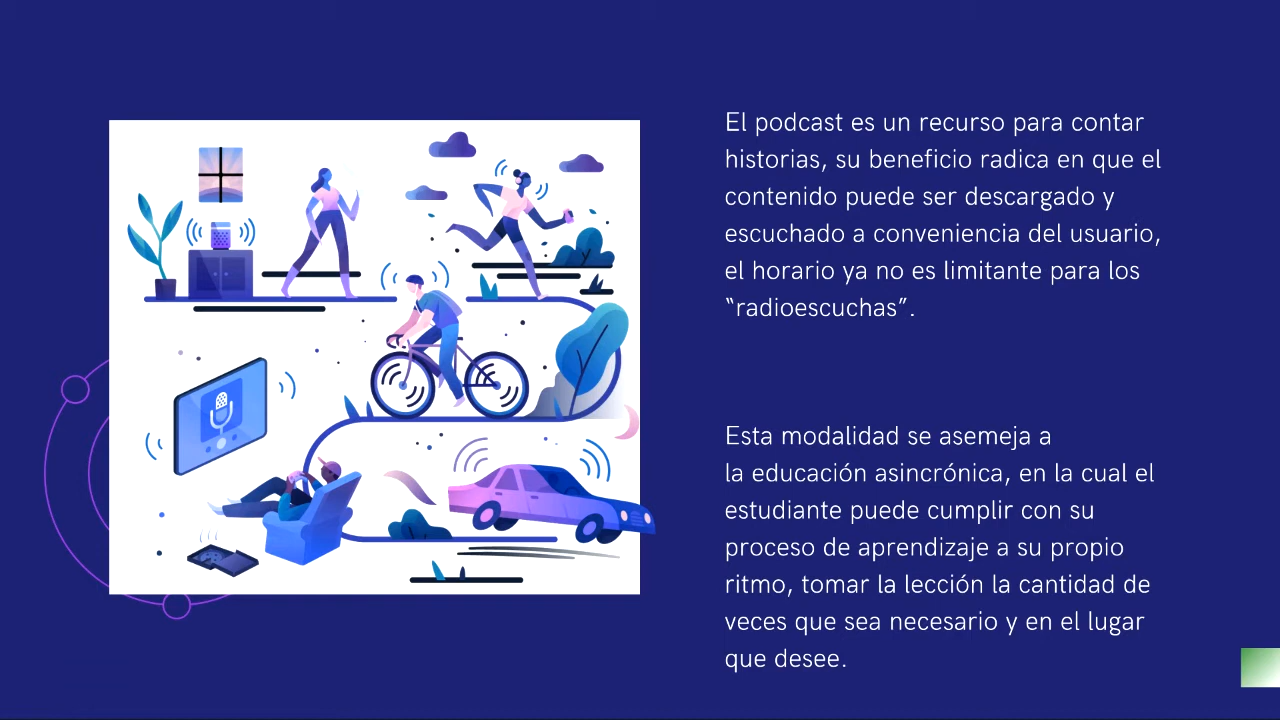 El podcast es un recurso para contar
historias, su beneficio radica en que el
contenido puede ser descargado y
escuchado a conveniencia del usuario,
el horario ya no es limitante para los
“radioescuchas”.
Esta modalidad se asemeja a
la educación asincrónica, en la cual el
estudiante puede cumplir con su
proceso de aprendizaje a su propio
ritmo, tomar la lección la cantidad de
veces que sea necesario y en el lugar
que desee.